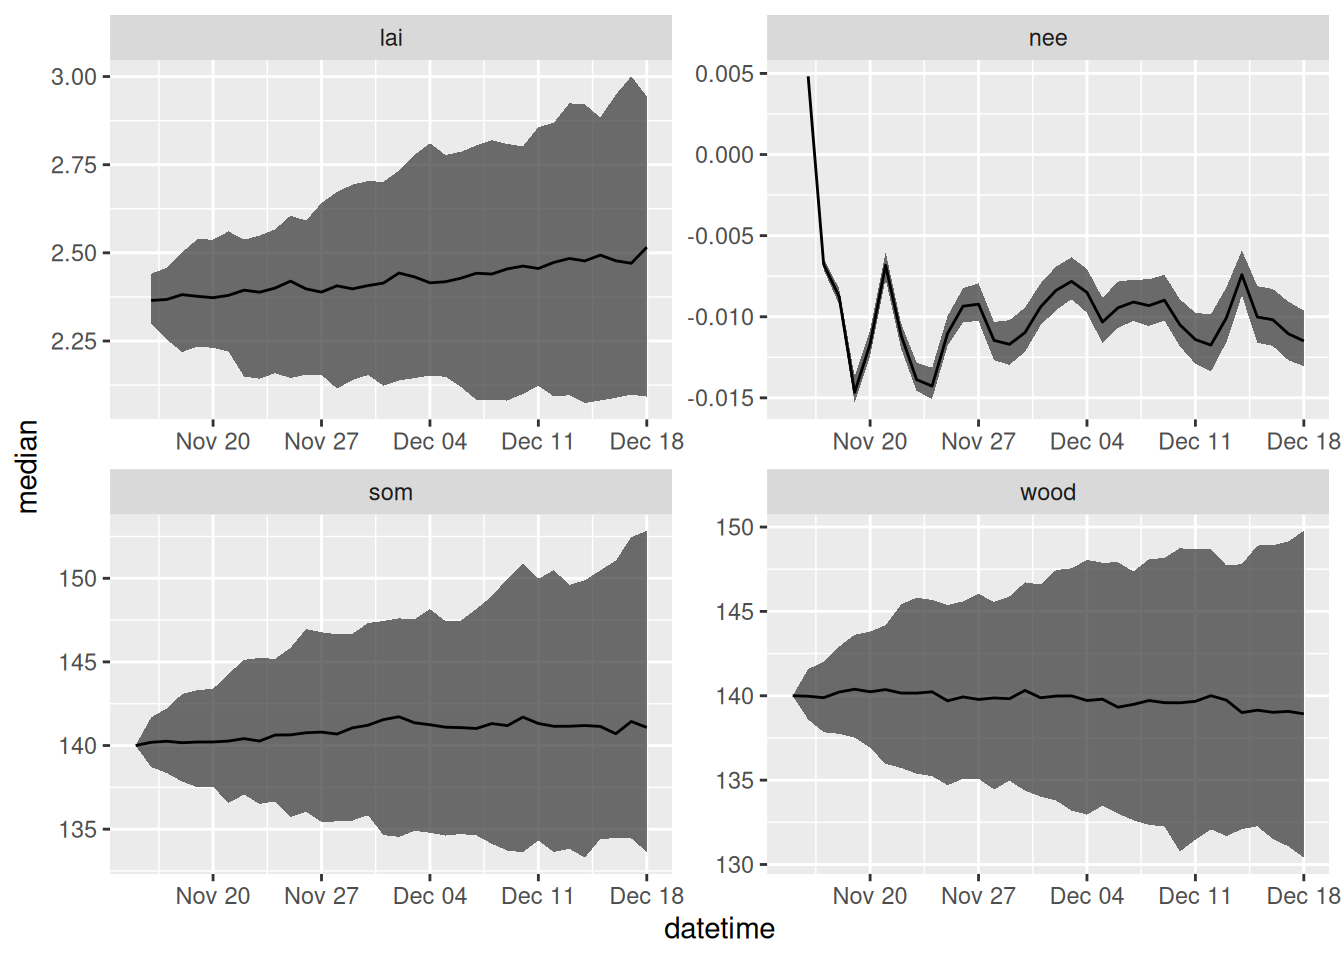 lai
nee
3.00
2.75
2.50
2.25
0.005
0.000
-0.005
-0.010
-0.015
Nov 20 Nov 27 Dec 04 Dec 11 Dec 18
Nov 20 Nov 27 Dec 04 Dec 11 Dec 18
median
som
wood
150
145
140
135
150
145
140
135
130
Nov 20 Nov 27 Dec 04 Dec 11 Dec 18
Nov 20 Nov 27 Dec 04 Dec 11 Dec 18
datetime